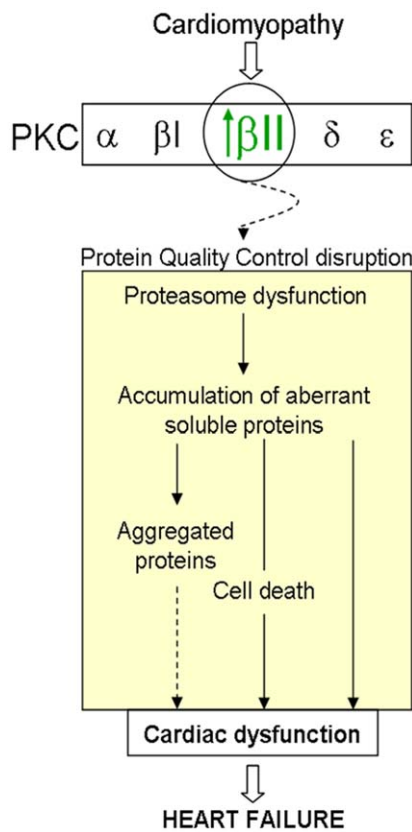 Cardiomyopathy
PKC α βI ↑βII δ ε
Protein Quality Control disruption
Proteasome dysfunction
Accumulation of aberrant
soluble proteins
Aggregated
proteins
Cell death
Cardiac dysfunction
HEART FAILURE